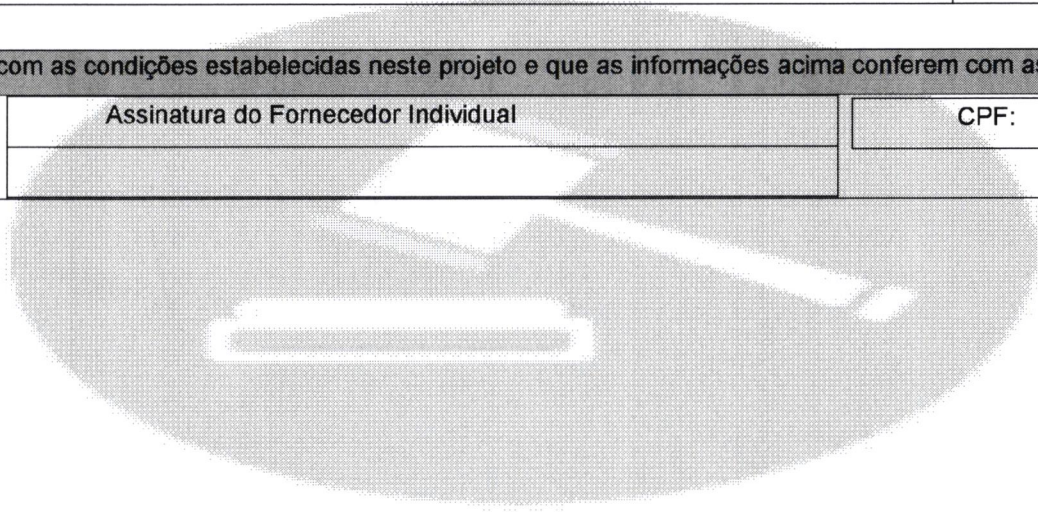 com as condições estabelecidas neste projeto e que as informações acima conferem com as
Assinatura do Fornecedor Individual
CPF: